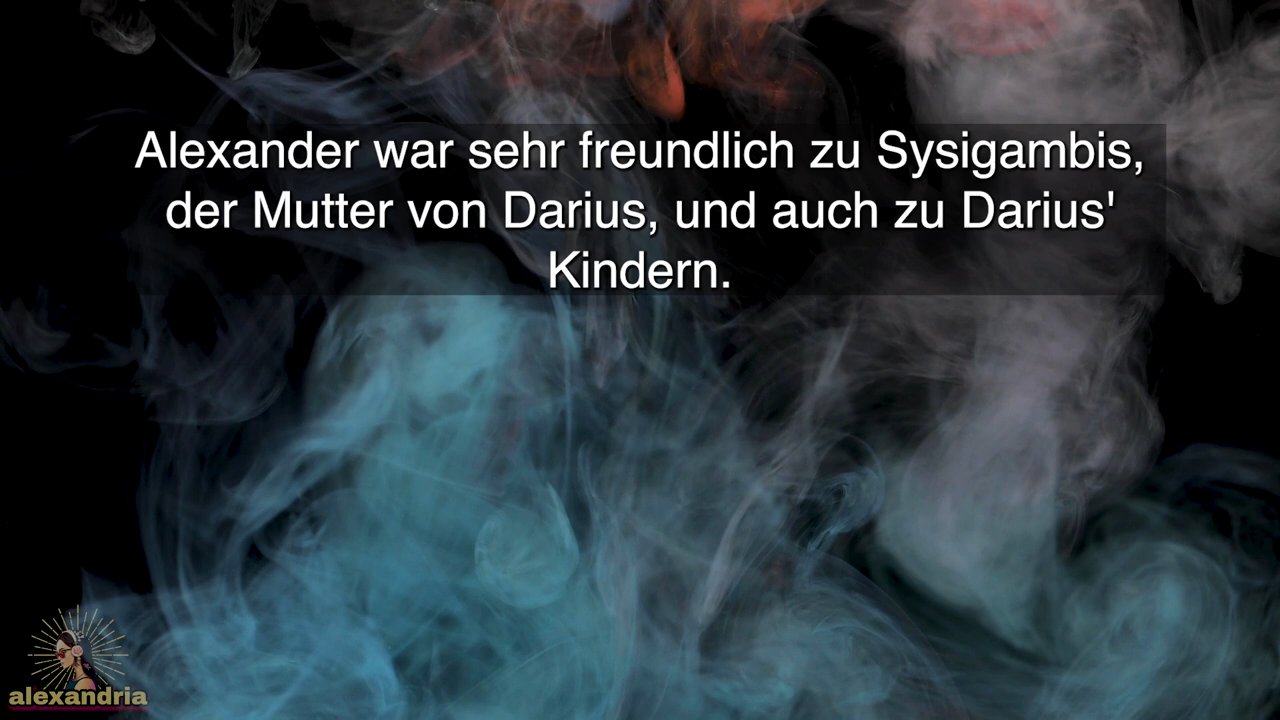 Alexander war sehr freundlich zu Sysigambis,
der Mutter von Darius, und auch zu Darius'
Kindern.
alexandria